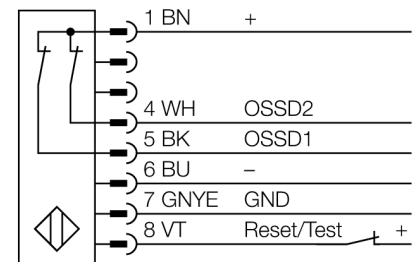 1 BN +
4 WH OSSD2
5 BK OSSD1
6 BU –
7 GNYE GND
8 VT Reset/Test +